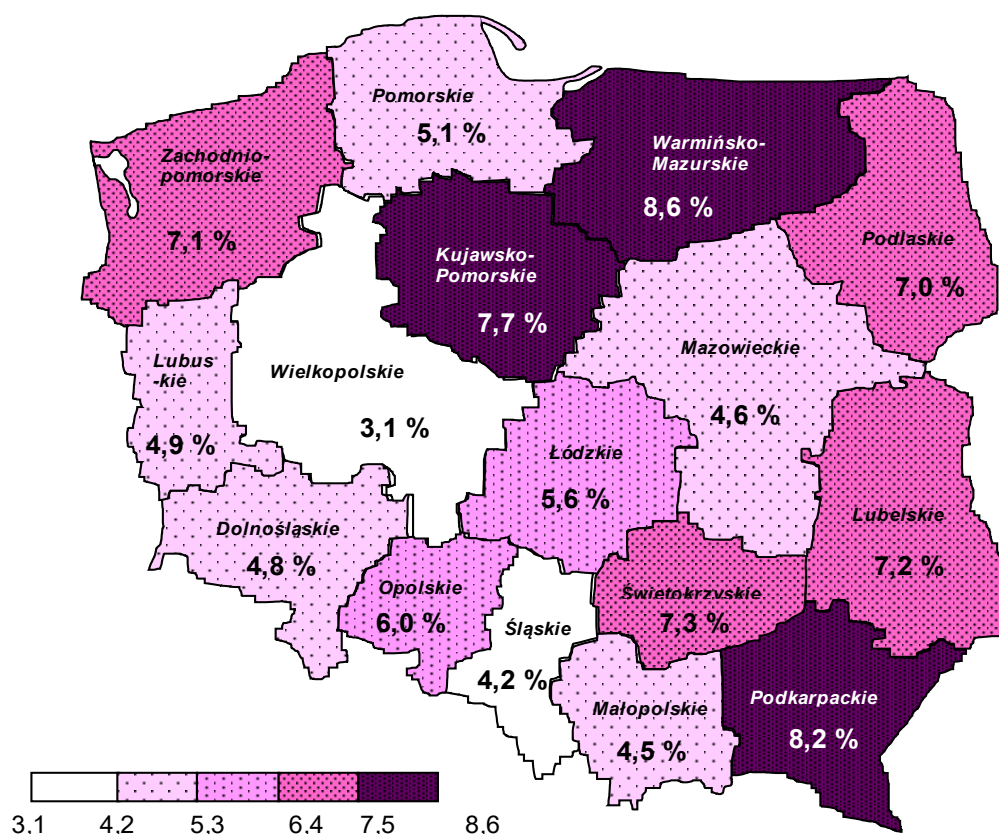 Pomorskie
5,1 %
Warmińsko-
Mazurskie
8,6 %
Zachodnio-
pomorskie
7,1 %
Podlaskie
7,0 %
Kujawsko-
Pomorskie
7,7 %
Lubus
-kie
4,9 %
Wielkopolskie
3,1 %
Mazowieckie
4,6 %
Łódzkie
5,6 %
Lubelskie
7,2 %
Dolnośląskie
4,8 %
Opolskie
6,0 %
Śląskie
4,2 %
Świętokrzyskie
7,3 %
Małopolskie
4,5 %
Podkarpackie
8,2 %
3,1 4,2 5,3 6,4 7,5 8,6